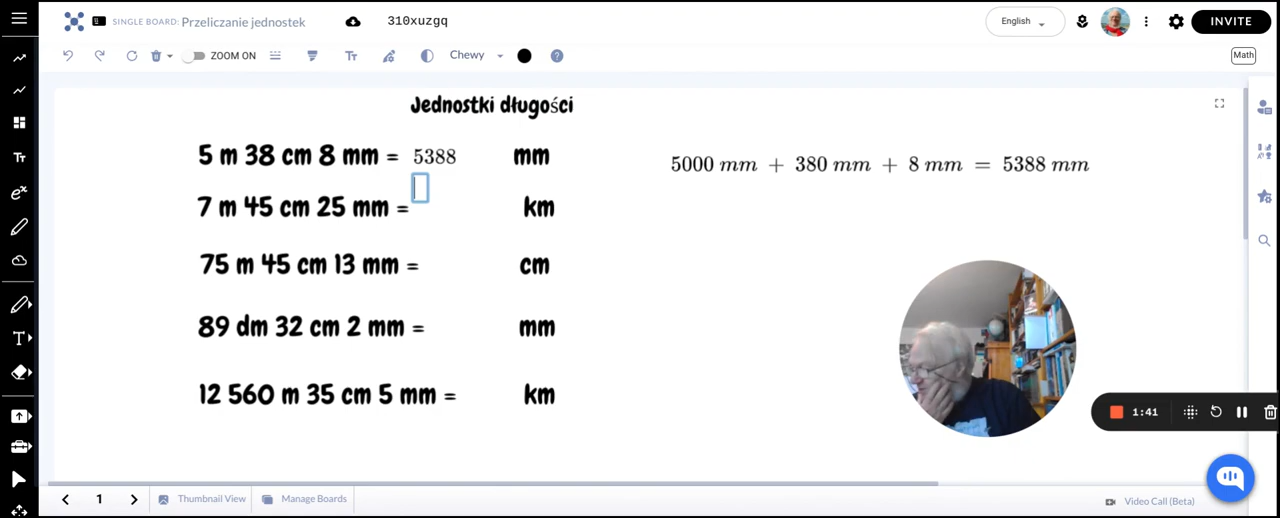 SINGLE BOARD: Przeliczanie jednostek 310xuzgq English INVITE
ZOOM ON Tт Chewy ? Math
Jednostki długości
5 m 38 cm 8 mm = 5388 mm
5000 mm + 380 mm + 8 mm = 5388 mm
7 m 45 cm 25 mm = km
75 m 45 cm 13 mm = cm
89 dm 32 cm 2 mm = mm
12 560 m 35 cm 5 mm = km
1:41
1 Thumbnail View Manage Boards Video Call (Beta)